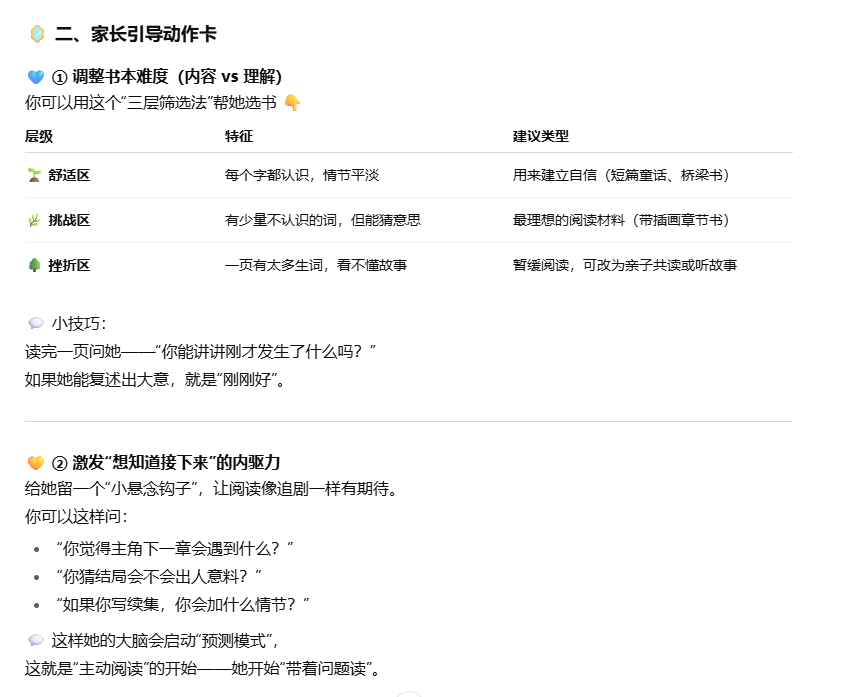 二、家长引导动作卡
① 调整书本难度（内容 vs 理解）
你可以用这个“三层筛选法”帮她选书
层级 特征 建议类型
舒适区 每个字都认识，情节平淡 用来建立自信（短篇童话、桥梁书）
挑战区 有少量不认识的词，但能猜意思 最理想的阅读材料（带插画章节书）
挫折区 一页有太多生词，看不懂故事 暂缓阅读，可改为亲子共读或听故事
小技巧：
读完一页问她——“你能讲讲刚才发生了什么吗？”
如果她能复述出大意，就是“刚刚好”。
② 激发“想知道接下来”的内驱力
给她留一个“小悬念钩子”，让阅读像追剧一样有期待。
你可以这样问：
• “你觉得主角下一章会遇到什么？”
• “你猜结局会不会出人意料？”
• “如果你写续集，你会加什么情节？”
这样她的大脑会启动“预测模式”，
这就是“主动阅读”的开始——她开始“带着问题读”。